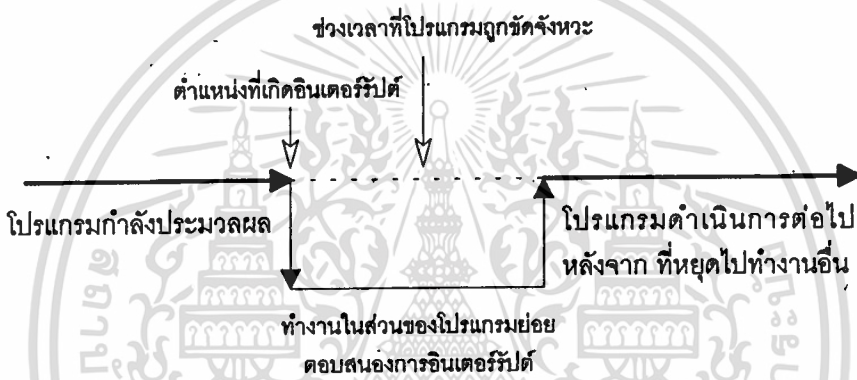 ช่วงเวลาที่โปรแกรมถูกขัดจังหวะ
ตำแหน่งที่เกิดอินเตอร์รัปต์
โปรแกรมกำลังประมวลผล
โปรแกรมดำเนินการต่อไป
หลังจาก ที่หยุดไปทำงานอื่น
ทำงานในส่วนของโปรแกรมย่อย
ตอบสนองการอินเตอร์รัปต์